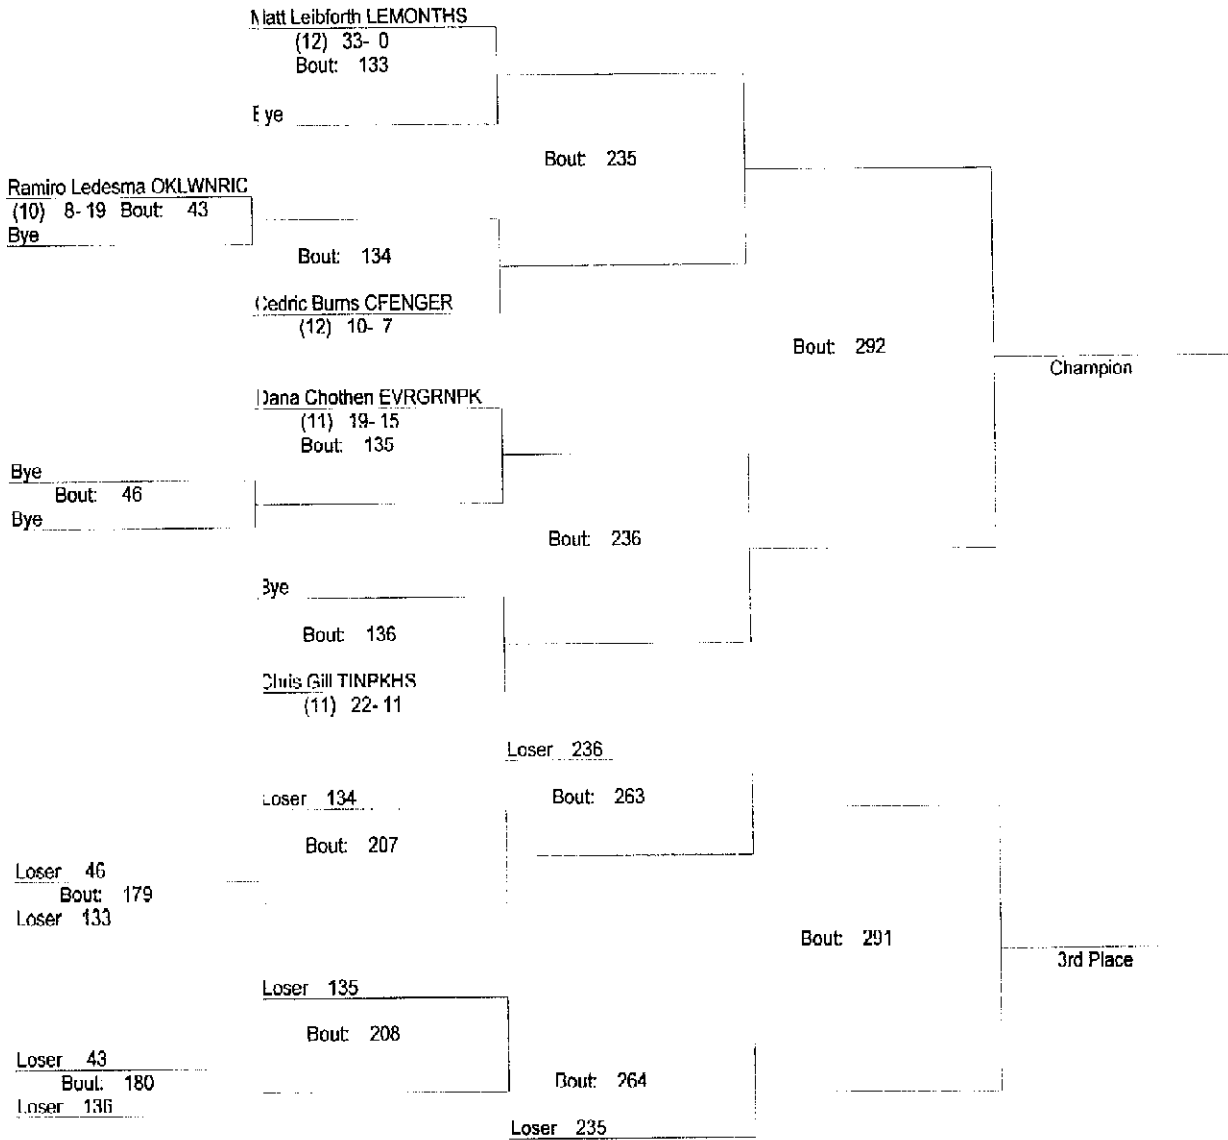 Matt Leibforth LEMONTHS
(12) 33- 0
Bout: 133
Bye
Bout: 235
Ramiro Ledesma OKLWNRIC
(10) 8- 19 Bout: 43
Bye
Bout: 134
Cedric Burns CFENGER
(12) 10- 7
Bout: 292
Champion
Dana Chothen EVRGRNPK
(11) 19- 15
Bout: 135
Bye
Bout: 46
Bye
Bout: 236
Bye
Bout: 136
Chris Gill TINPKHS
(11) 22- 11
Loser 236
Loser 134
Bout: 263
Bout: 207
Loser 46
Bout: 179
Loser 133
Bout: 291
3rd Place
Loser 135
Bout: 208
Loser 43
Bout: 180
Loser 136
Bout: 264
Loser 235